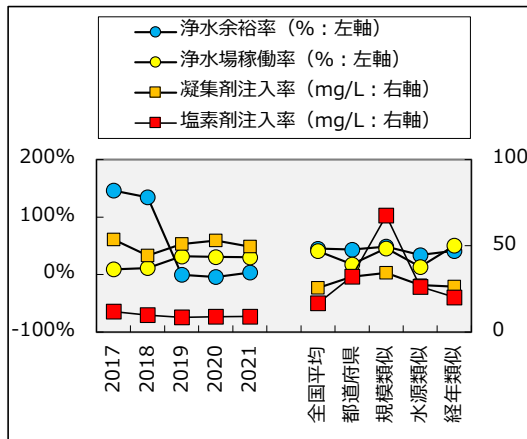 浄水余裕率（%：左軸）
浄水場稼働率（%：左軸）
凝集剤注入率（mg/L：右軸）
塩素剤注入率（mg/L：右軸）
200%
100%
0%
-100%
100
50
0
2017
2018
2019
2020
2021
全国平均
都道府県
規模類似
水源類似
経年類似